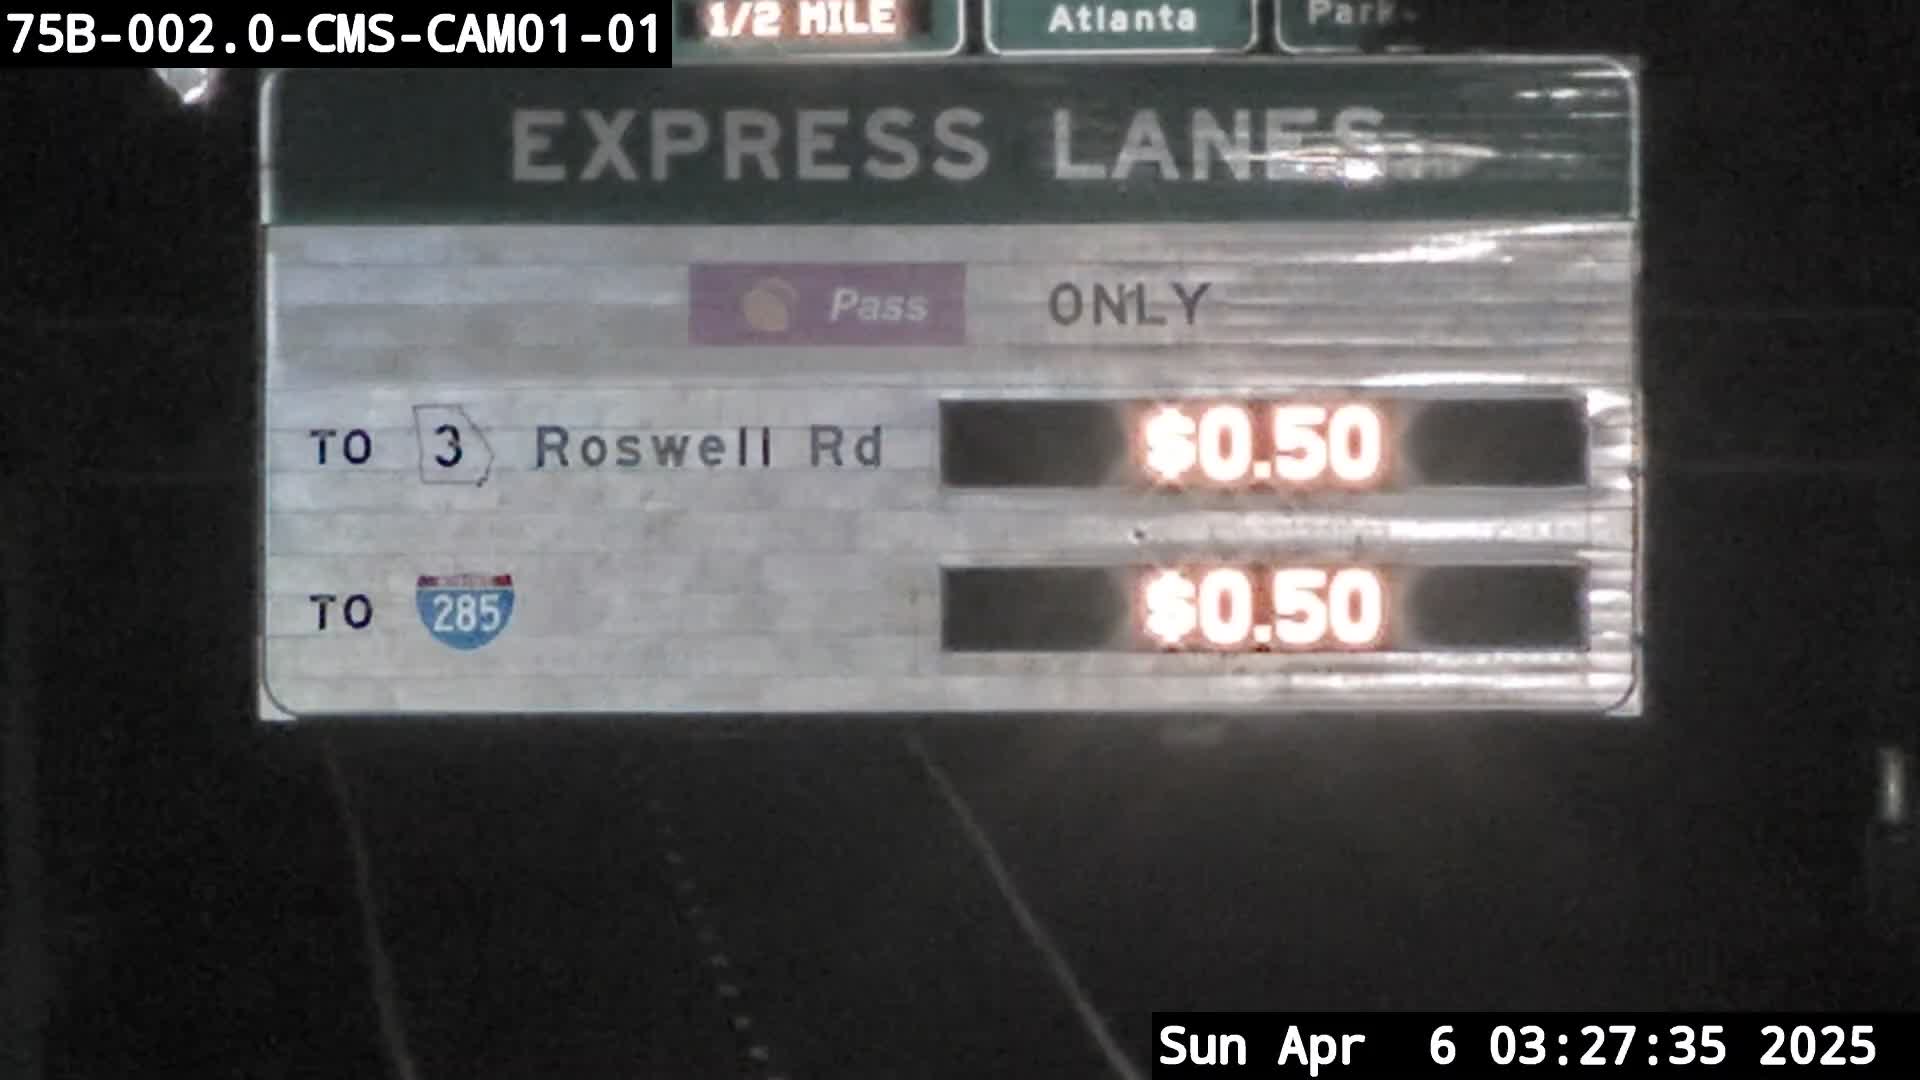 75B-002.0-CMS-CAM01-01
1/2 MILE
Atlanta
Park
EXPRESS LANES
Pass ONLY
TO 3 Roswell Rd $0.50
TO 285 $0.50
Sun Apr 6 03:27:35 2025